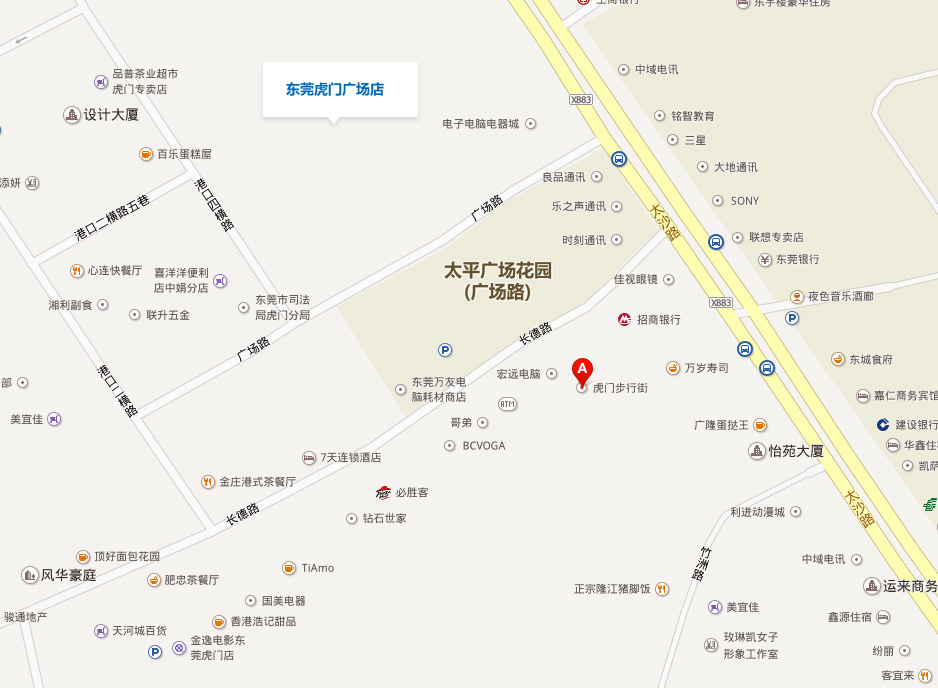 东手楼豪华住房
中域电讯
品普茶业超市
虎门专卖店
设计大厦
东莞虎门广场店
X883
电子电脑电器城
铭智教育
三星
百乐蛋糕屋
大地通讯
添妍
良品通讯
港口四横路
SONY
港口二横路五巷
广场路
乐之声通讯
太沙路
时刻通讯
联想专卖店
东莞银行
太平广场花园
(广场路)
心连快餐厅
喜洋洋便利
店中娟分店
佳视眼镜
夜色音乐酒廊
湘利副食
联升五金
东莞市司法
局虎门分局
X883
招商银行
长德路
广场路
A
东城食府
万岁寿司
宏远电脑
虎门步行街
部
东莞万友电
脑耗材商店
港口二横路
ATM
嘉仁商务宾馆
美宜佳
哥弟
广隆蛋挞王
建设银行
BCVOGA
怡苑大厦
华鑫住
7天连锁酒店
凯萨
金庄港式茶餐厅
必胜客
长德路
钻石世家
利进动漫城
太沙路
顶好面包花园
竹洲路
中域电讯
风华豪庭
肥忠茶餐厅
TiAmo
正宗隆江猪脚饭
运来商务
国美电器
美宜佳
骏通地产
香港浩记甜品
鑫源住宿
天河城百货
金逸电影东
莞虎门店
玫琳凯女子
形象工作室
纷丽
客宜来
P
P
P